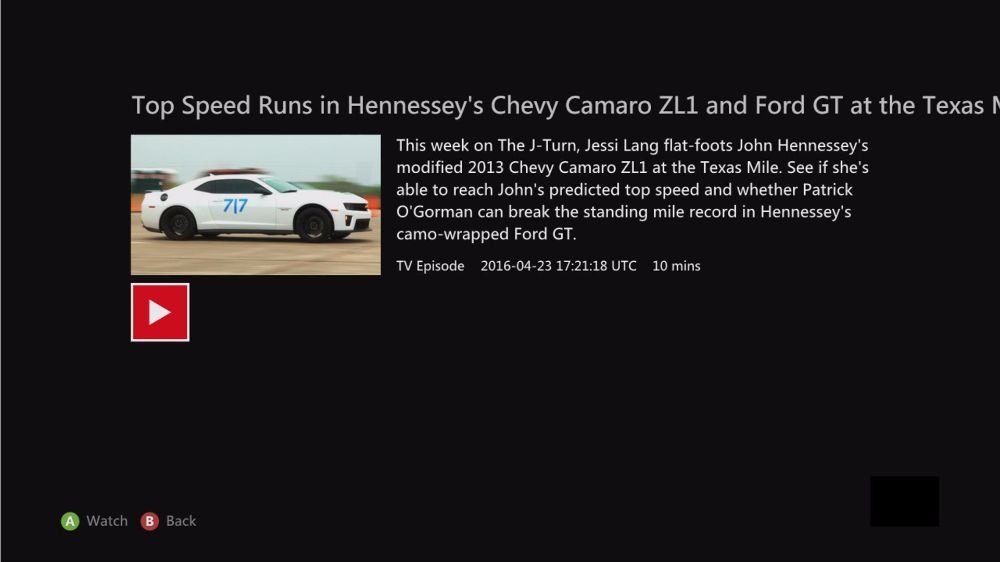 Top Speed Runs in Hennessey's Chevy Camaro ZL1 and Ford GT at the Texas
This week on The J-Turn, Jessi Lang flat-foots John Hennessey's
modified 2013 Chevy Camaro ZL1 at the Texas Mile. See if she's
able to reach John's predicted top speed and whether Patrick
O'Gorman can break the standing mile record in Hennessey's
camo-wrapped Ford GT.
717
TV Episode 2016-04-23 17:21:18 UTC 10 mins
A Watch B Back